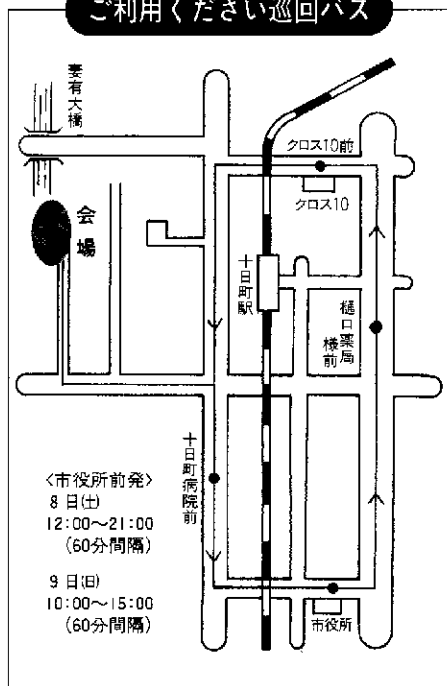 ご利用ください巡回バス
妻有大橋
会場
クロス10前
クロス10
十日町駅
樋口薬局様前
十日町病院前
市役所
<市役所前発>
8日(土)
12:00～21:00
(60分間隔)
9日(日)
10:00～15:00
(60分間隔)